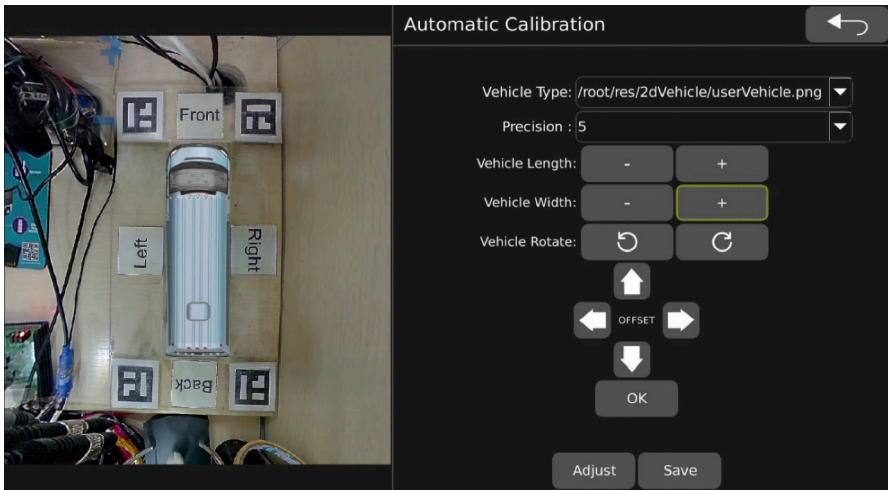 Automatic Calibration
Front
Left
Right
Back
Vehicle Type: /root/res/2dVehicle/userVehicle.png
Precision : 5
Vehicle Length: - +
Vehicle Width: - +
Vehicle Rotate:
OFFSET
OK
Adjust Save